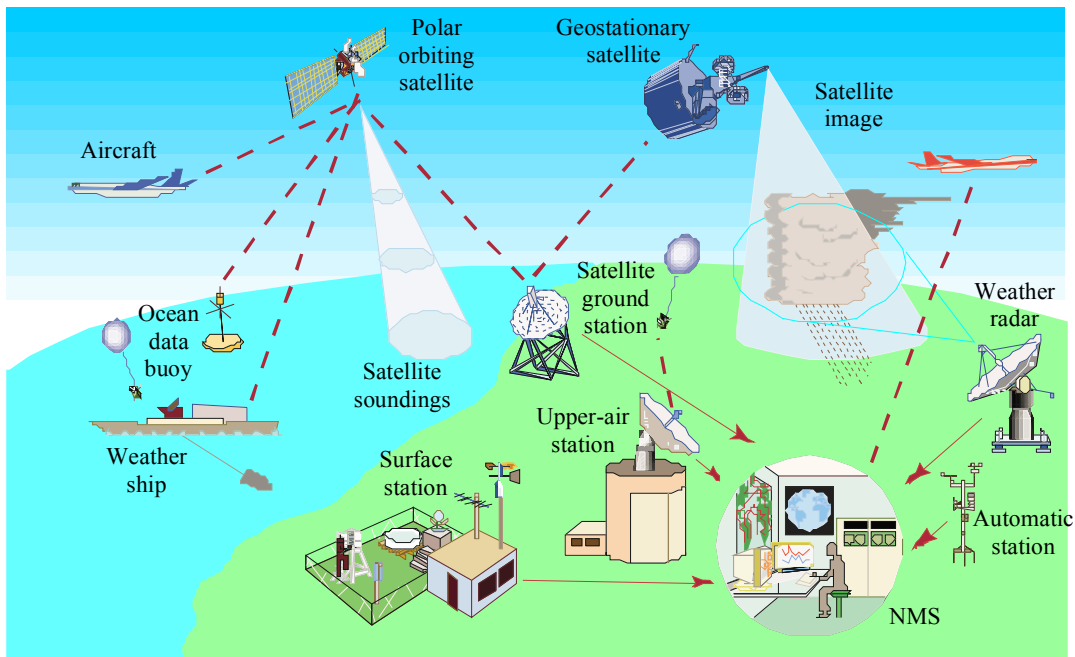 Polar
orbiting
satellite
Geostationary
satellite
Satellite
image
Aircraft
Ocean
data
buoy
Satellite
ground
station
Weather
radar
Satellite
soundings
Upper-air
station
Weather
ship
Surface
station
Automatic
station
NMS